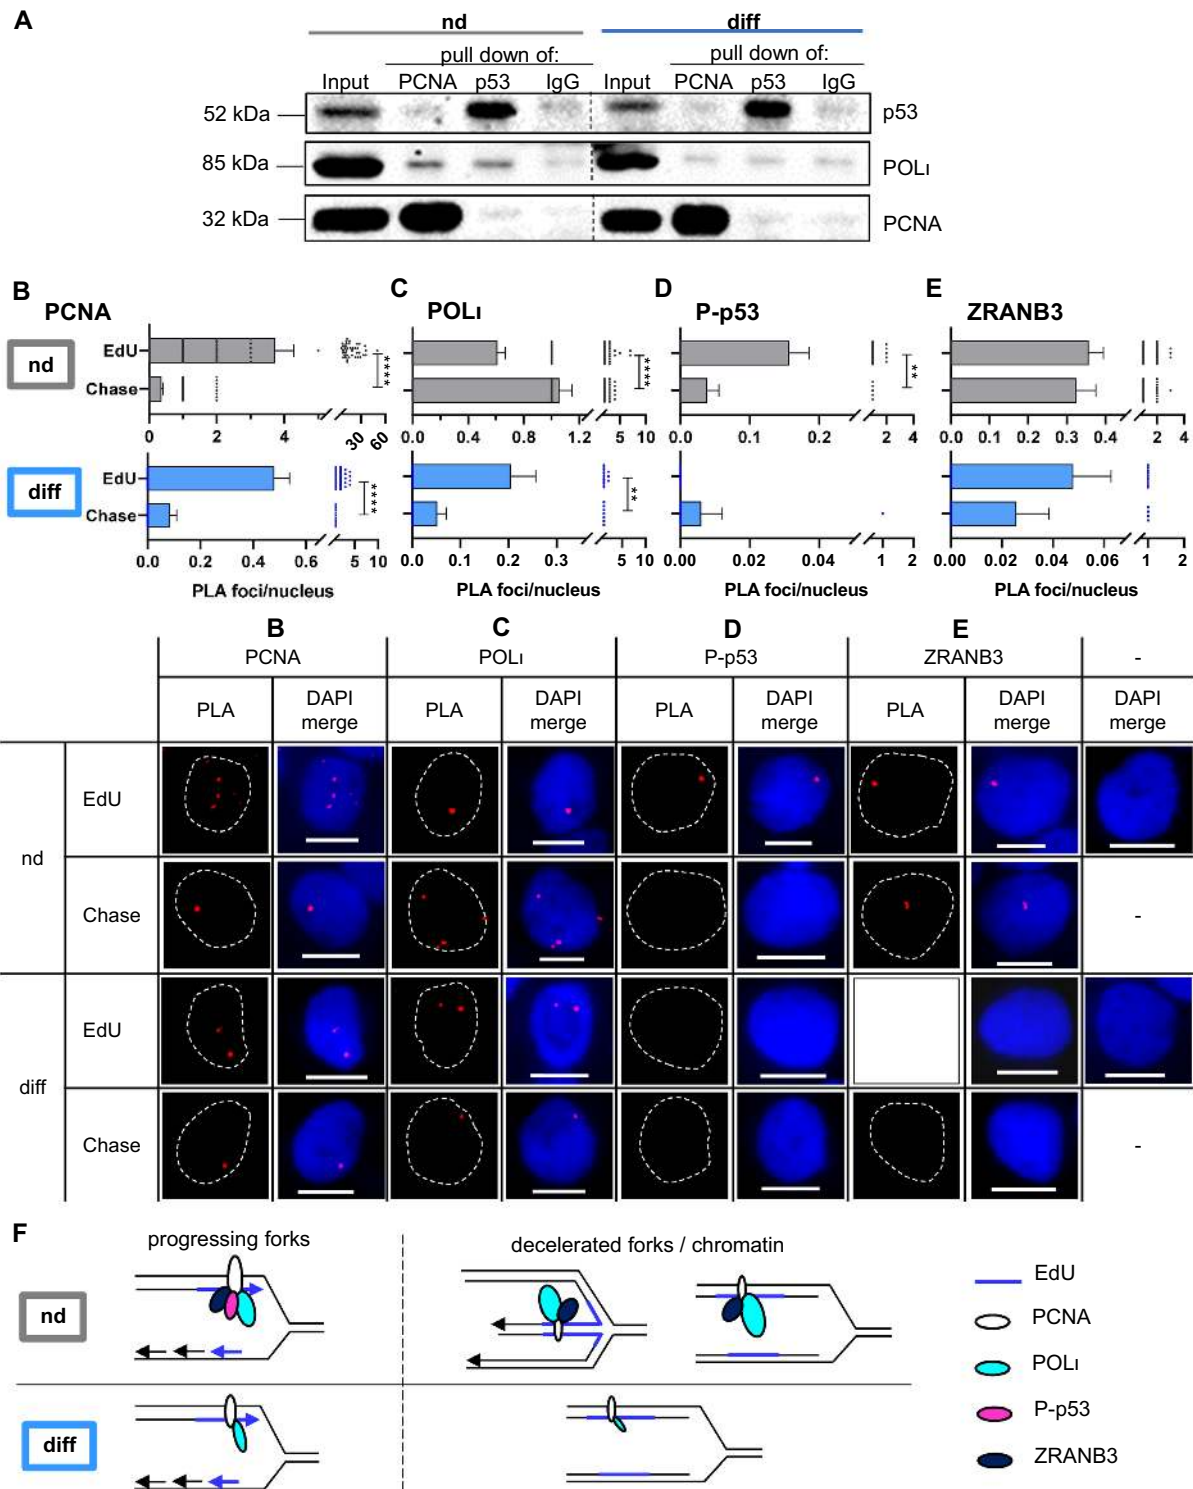 A
nd diff
pull down of: pull down of:
Input PCNA p53 IgG Input PCNA p53 IgG
52 kDa p53
85 kDa POLı
32 kDa PCNA
B C D E
PCNA POLı P-p53 ZRANB3
nd
EdU
**** **** **
Chase
0 2 4 30 60 0.0 0.4 0.8 1.2 5 10 0.0 0.1 0.2 2 4 0.0 0.1 0.2 0.3 0.4 2 4
diff
EdU
**** **
Chase
0.0 0.2 0.4 0.6 5 10 0.0 0.1 0.2 0.3 5 10 0.00 0.02 0.04 1 2 0.00 0.02 0.04 0.06 1 2
PLA foci/nucleus PLA foci/nucleus PLA foci/nucleus PLA foci/nucleus
B C D E
PCNA POLı P-p53 ZRANB3 -
PLA DAPI merge PLA DAPI merge PLA DAPI merge PLA DAPI merge DAPI merge
nd
EdU
Chase -
diff
EdU
Chase -
F
progressing forks decelerated forks / chromatin
nd
diff
EdU
PCNA
POLı
P-p53
ZRANB3